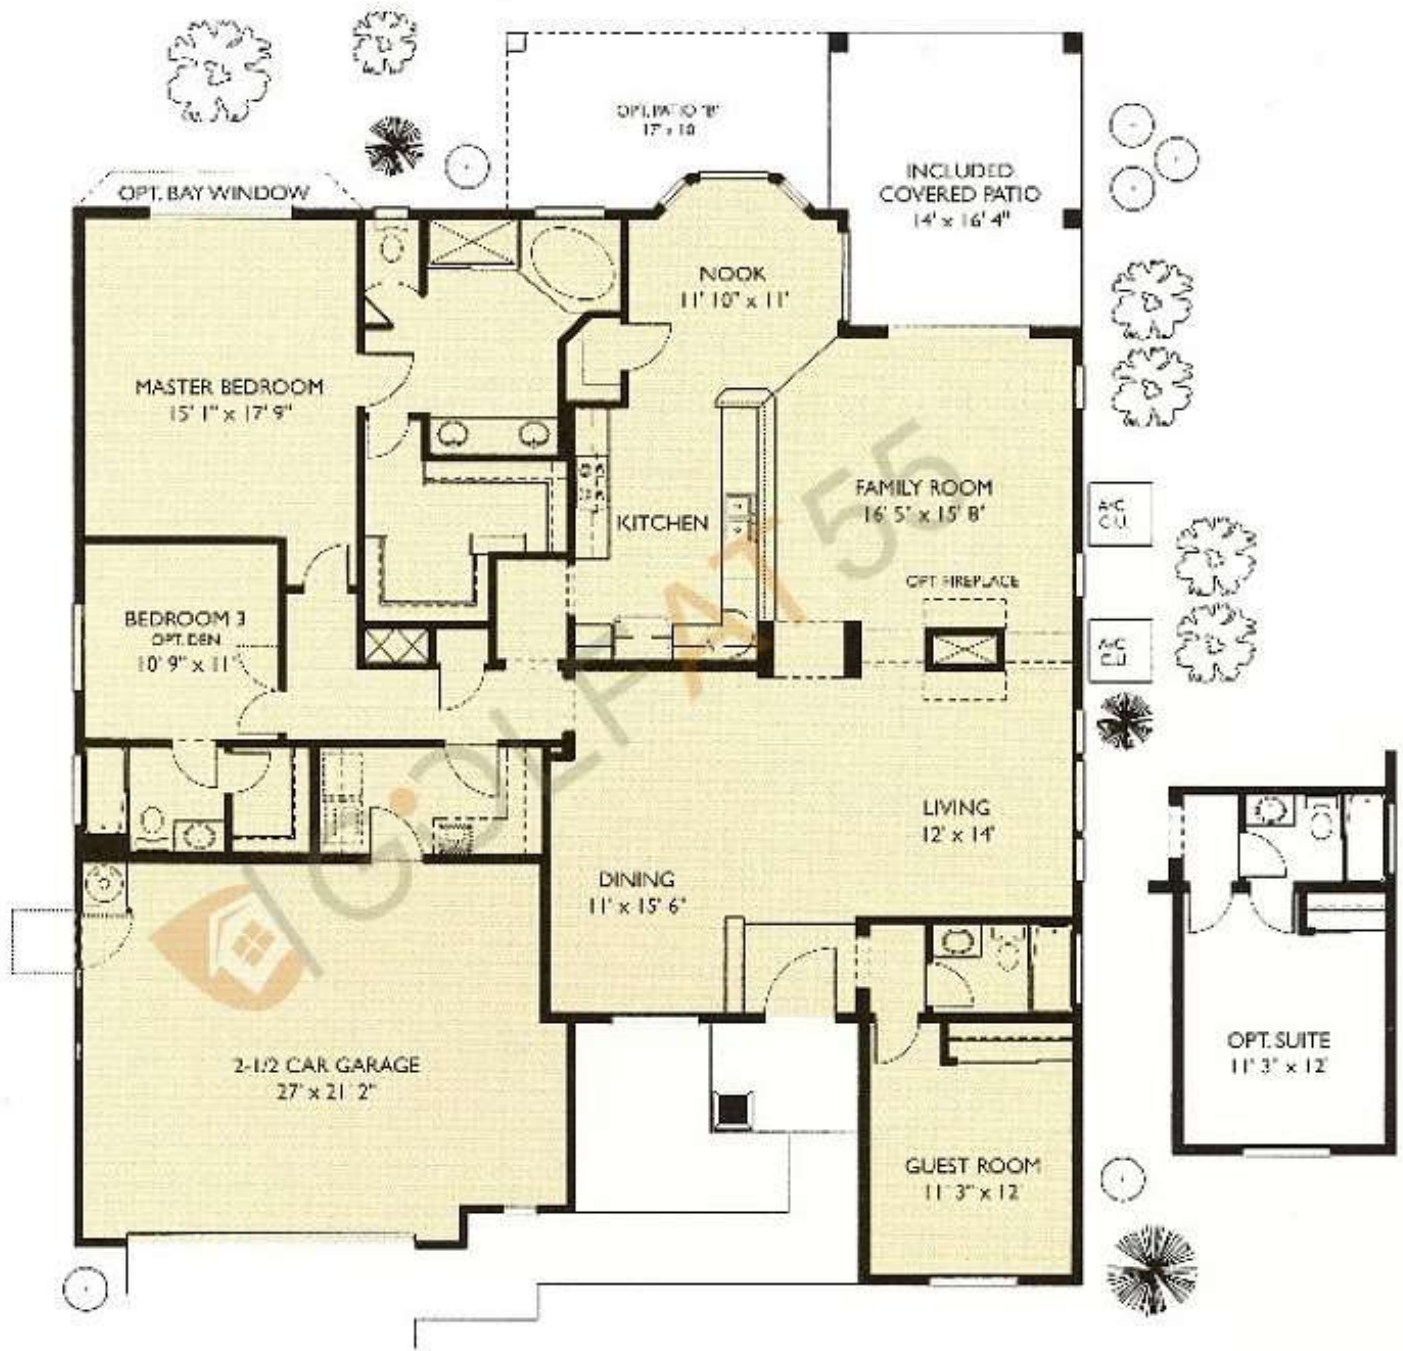 OPT. PATIO "B"
17' x 10'
INCLUDED
COVERED PATIO
14' x 16' 4"
OPT. BAY WINDOW
NOOK
11' 10" x 11'
MASTER BEDROOM
15' 1" x 17' 9"
FAMILY ROOM
16' 5" x 15' 8"
KITCHEN
A/C
C.U.
OPT. FIREPLACE
BEDROOM 3
OPT. DEN
10' 9" x 11'
A/C
C.U.
GOLFAT55
LIVING
12' x 14'
DINING
11' x 15' 6"
OPT. SUITE
11' 3" x 12'
2-1/2 CAR GARAGE
27' x 21' 2"
GUEST ROOM
11' 3" x 12'